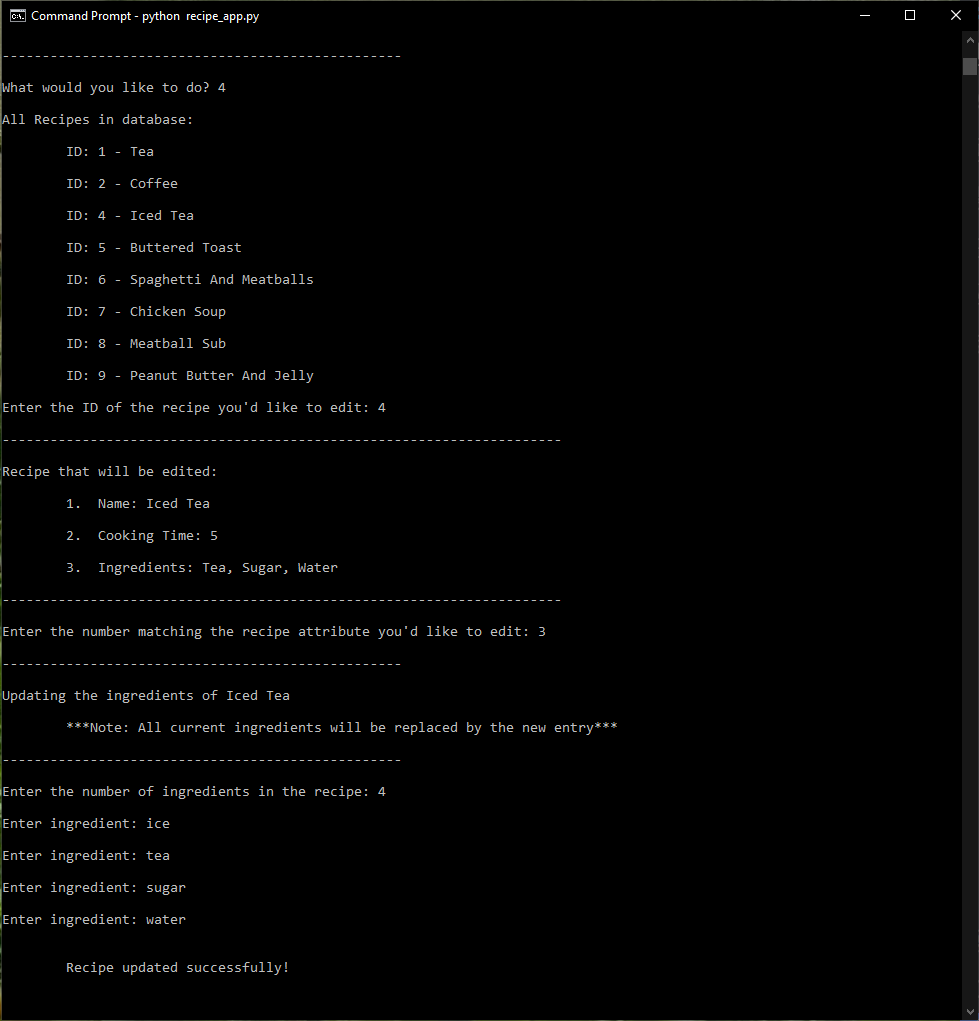 Command Prompt - python recipe_app.py
--------------------------------------------------
What would you like to do? 4
All Recipes in database:
ID: 1 - Tea
ID: 2 - Coffee
ID: 4 - Iced Tea
ID: 5 - Buttered Toast
ID: 6 - Spaghetti And Meatballs
ID: 7 - Chicken Soup
ID: 8 - Meatball Sub
ID: 9 - Peanut Butter And Jelly
Enter the ID of the recipe you'd like to edit: 4
----------------------------------------------------------------------
Recipe that will be edited:
1.  Name: Iced Tea
2.  Cooking Time: 5
3.  Ingredients: Tea, Sugar, Water
----------------------------------------------------------------------
Enter the number matching the recipe attribute you'd like to edit: 3
--------------------------------------------------
Updating the ingredients of Iced Tea
***Note: All current ingredients will be replaced by the new entry***
--------------------------------------------------
Enter the number of ingredients in the recipe: 4
Enter ingredient: ice
Enter ingredient: tea
Enter ingredient: sugar
Enter ingredient: water
Recipe updated successfully!